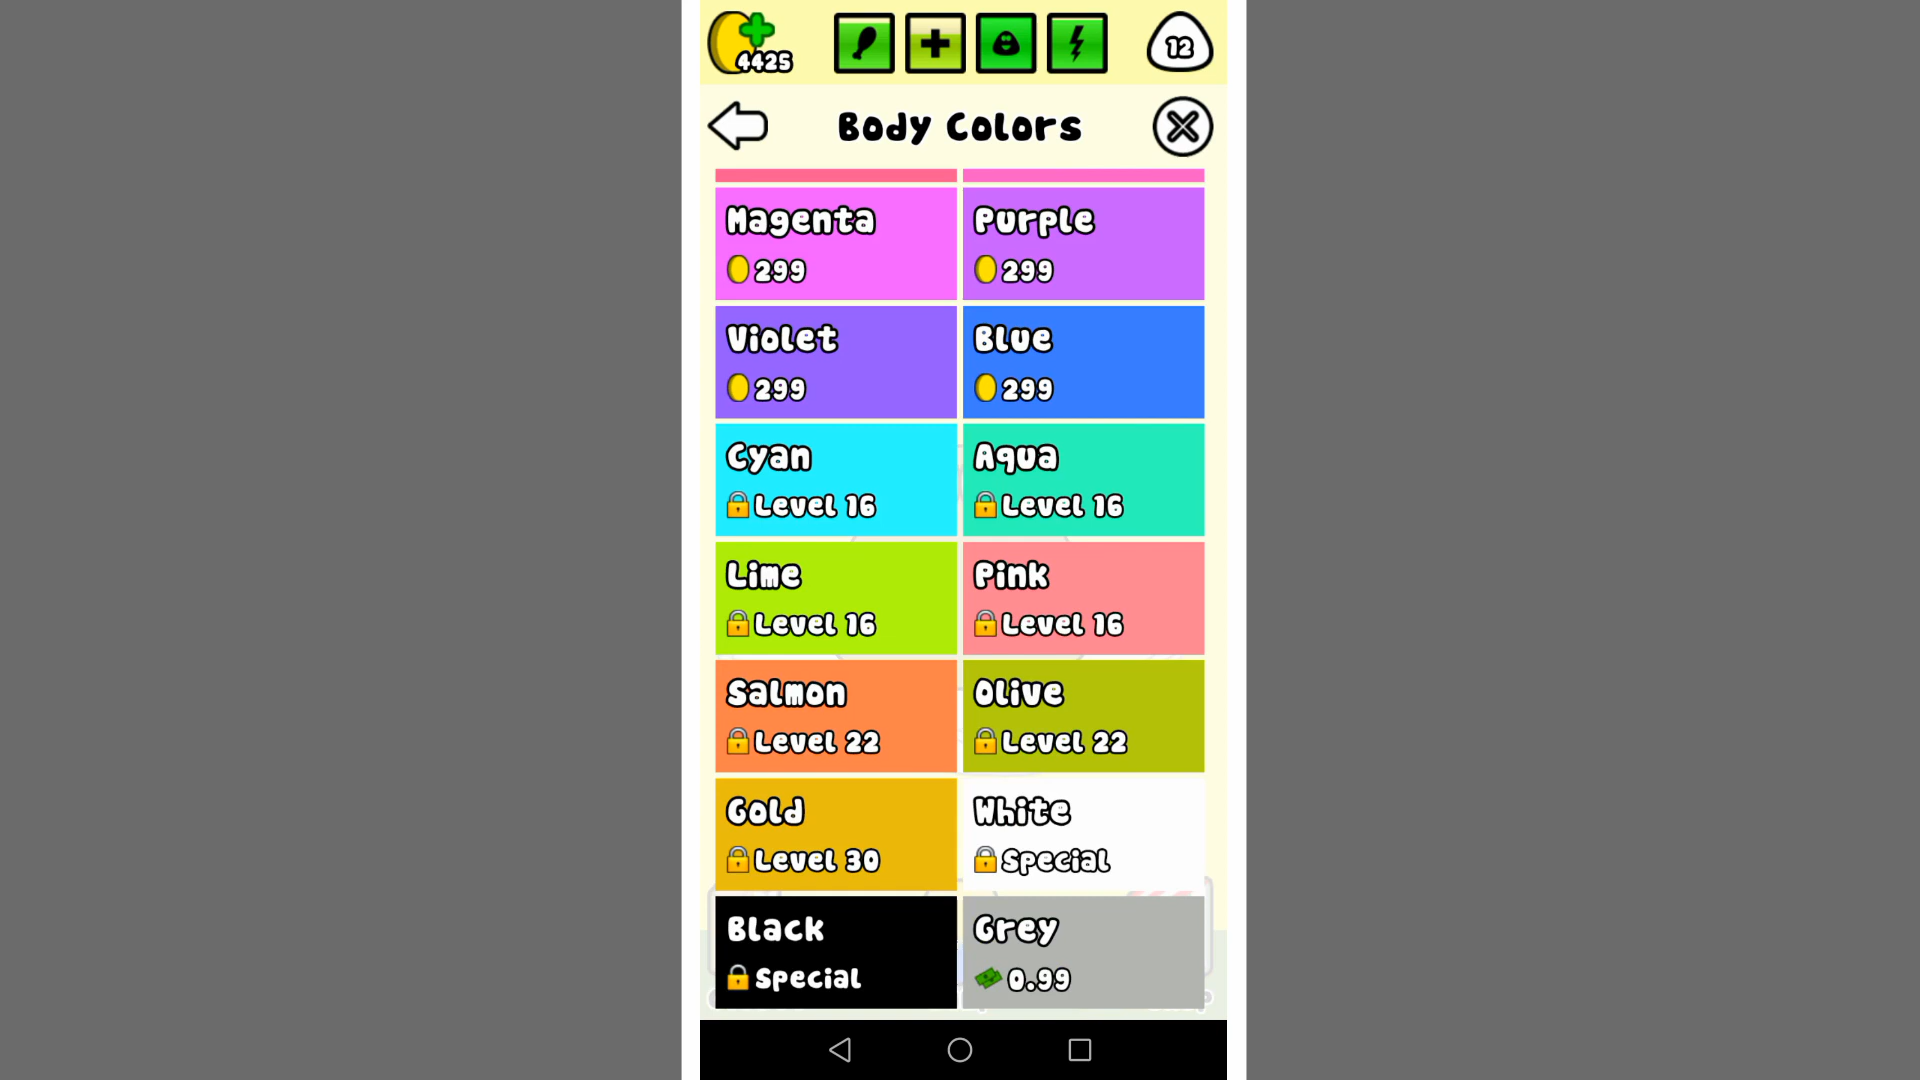 4425
12
Body Colors
Magenta
299
Purple
299
Violet
299
Blue
299
Cyan
Level 16
Aqua
Level 16
Lime
Level 16
Pink
Level 16
Salmon
Level 22
Olive
Level 22
Gold
Level 30
White
Special
Black
Special
Grey
0.99